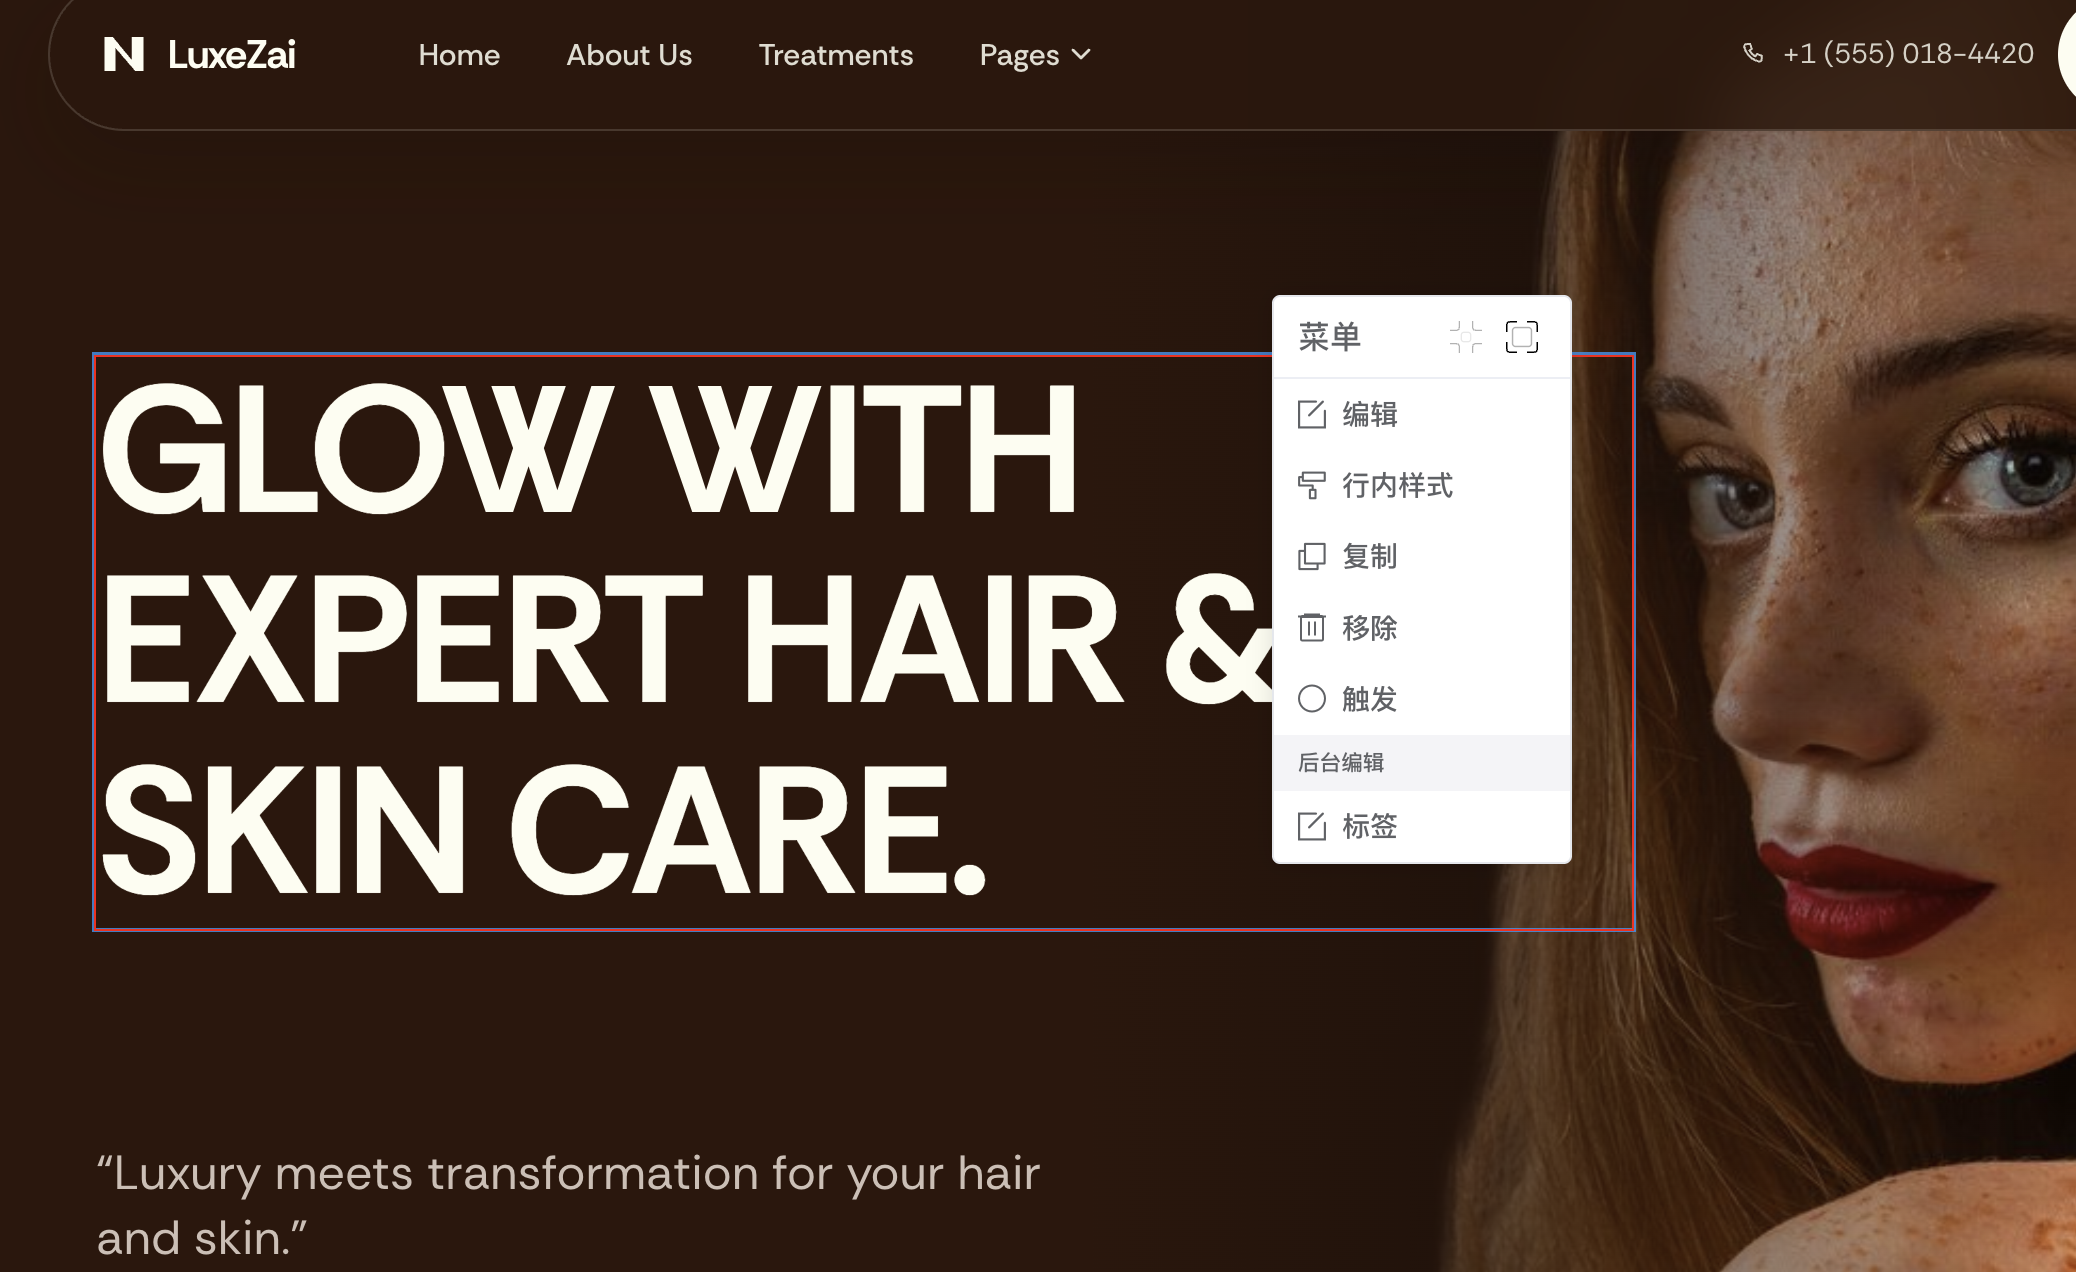 N LuxeZai Home About Us Treatments Pages +1 (555) 018-4420
GLOW WITH
EXPERT HAIR &
SKIN CARE.
菜单
编辑
行内样式
复制
移除
触发
后台编辑
标签
“Luxury meets transformation for your hair
and skin.”